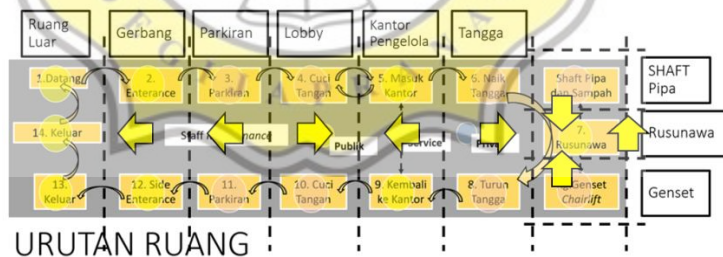 Ruang
Luar
Gerbang
Parkiran
Lobby
Kantor
Pengelola
Tangga
1.Datang
2.
Enterance
3.
Parkiran
4. Cuci
Tangan
5. Masuk
Kantor
6. Naik
Tangga
Shaft Pipa
dan Sampah
SHAFT
Pipa
14. Keluar
Staff
Publik
Service
7.
Rusunawa
Rusunawa
13.
Keluar
12. Side
Enterance
11.
Parkiran
10. Cuci
Tangan
9. Kembali
ke Kantor
8. Turun
Tangga
Genset
Chairlift
Genset
URUTAN RUANG